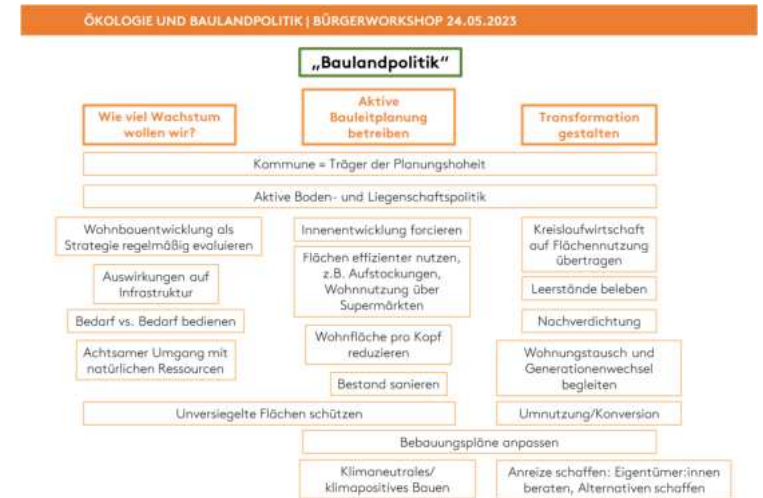 ÖKOLOGIE UND BAULANDPOLITIK | BÜRGERWORKSHOP 24.05.2023
„Baulandpolitik“
Wie viel Wachstum
wollen wir?
Aktive
Bauleitplanung
betreiben
Transformation
gestalten
Kommune = Träger der Planungshoheit
Aktive Boden- und Liegenschaftspolitik
Wohnbauentwicklung als
Strategie regelmäßig evaluieren
Auswirkungen auf
Infrastruktur
Bedarf vs. Bedarf bedienen
Achtsamer Umgang mit
natürlichen Ressourcen
Innenentwicklung forcieren
Flächen effizienter nutzen,
z.B. Aufstockungen,
Wohnnutzung über
Supermärkten
Wohnfläche pro Kopf
reduzieren
Bestand sanieren
Kreislaufwirtschaft
auf Flächennutzung
übertragen
Leerstände beleben
Nachverdichtung
Wohnungstausch und
Generationenwechsel
begleiten
Unversiegelte Flächen schützen
Umnutzung/Konversion
Bebauungspläne anpassen
Klimaneutrales/
klimapositives Bauen
Anreize schaffen: Eigentümer:innen
beraten, Alternativen schaffen